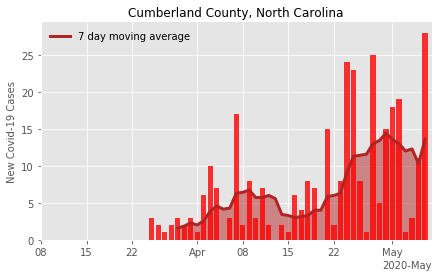 Cumberland County, North Carolina
7 day moving average
New Covid-19 Cases
25
20
15
10
5
0
08 15 22 Apr 08 15 22 May
2020-May